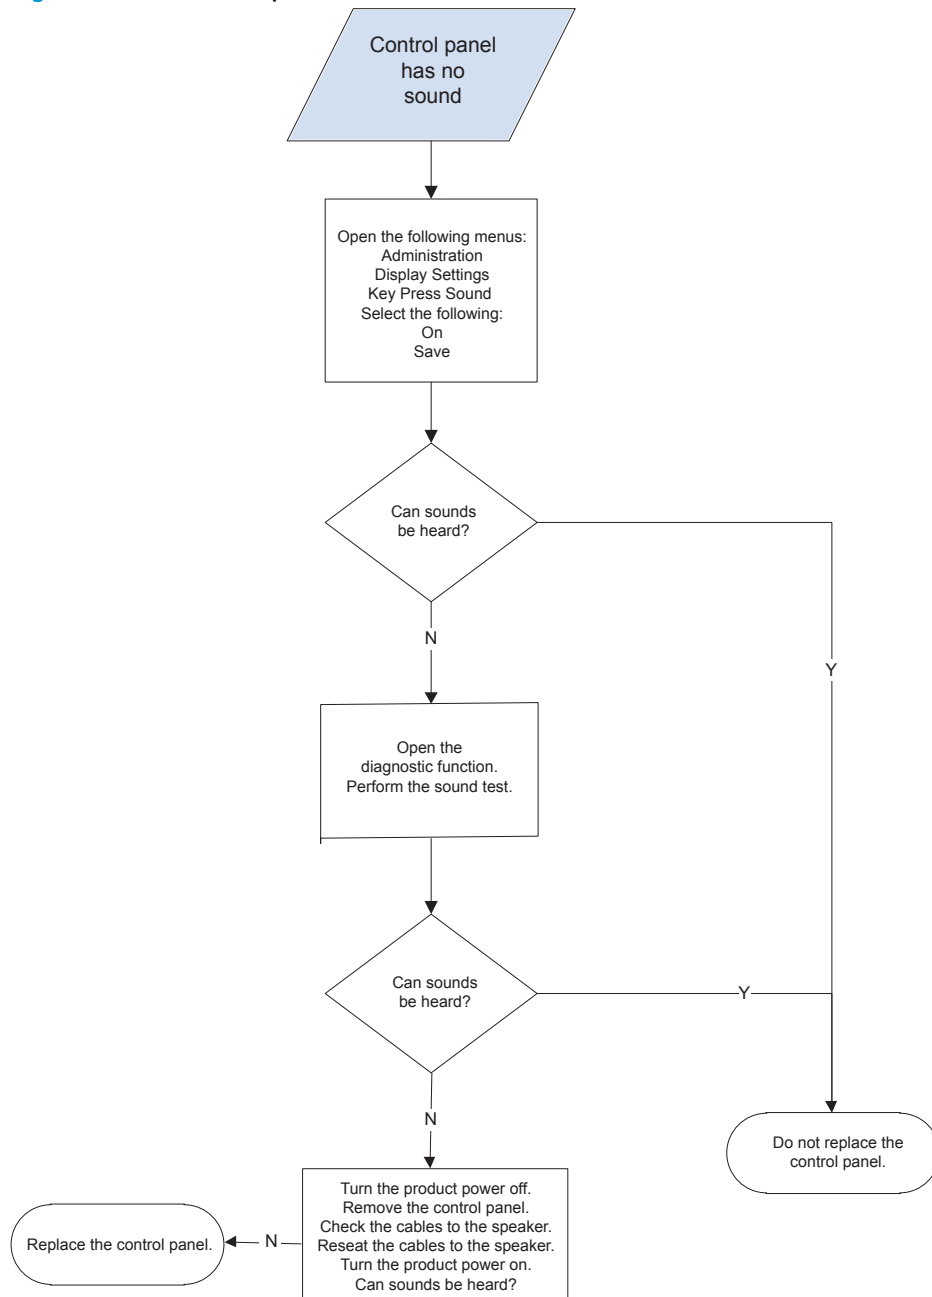 Control panel
has no
sound
Open the following menus:
Administration
Display Settings
Key Press Sound
Select the following:
On
Save
Can sounds
be heard?
N
Y
Open the
diagnostic function.
Perform the sound test.
Can sounds
be heard?
Y
N
Do not replace the
control panel.
Turn the product power off.
Remove the control panel.
Check the cables to the speaker.
Reseat the cables to the speaker.
Turn the product power on.
Can sounds be heard?
N
Replace the control panel.